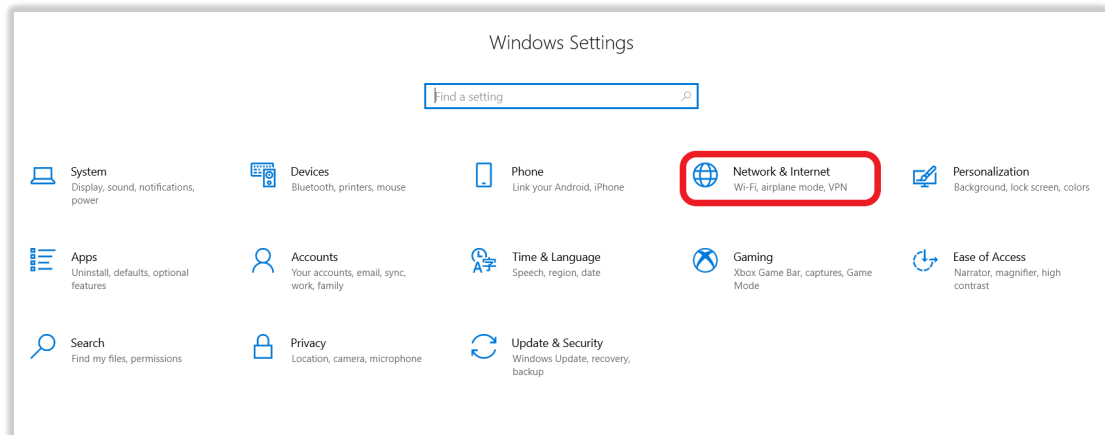 Windows Settings
Find a setting
System
Display, sound, notifications,
power
Devices
Bluetooth, printers, mouse
Phone
Link your Android, iPhone
Network & Internet
Wi-Fi, airplane mode, VPN
Personalization
Background, lock screen, colors
Apps
Uninstall, defaults, optional
features
Accounts
Your accounts, email, sync,
work, family
Time & Language
Speech, region, date
Gaming
Xbox Game Bar, captures, Game
Mode
Ease of Access
Narrator, magnifier, high
contrast
Search
Find my files, permissions
Privacy
Location, camera, microphone
Update & Security
Windows Update, recovery,
backup